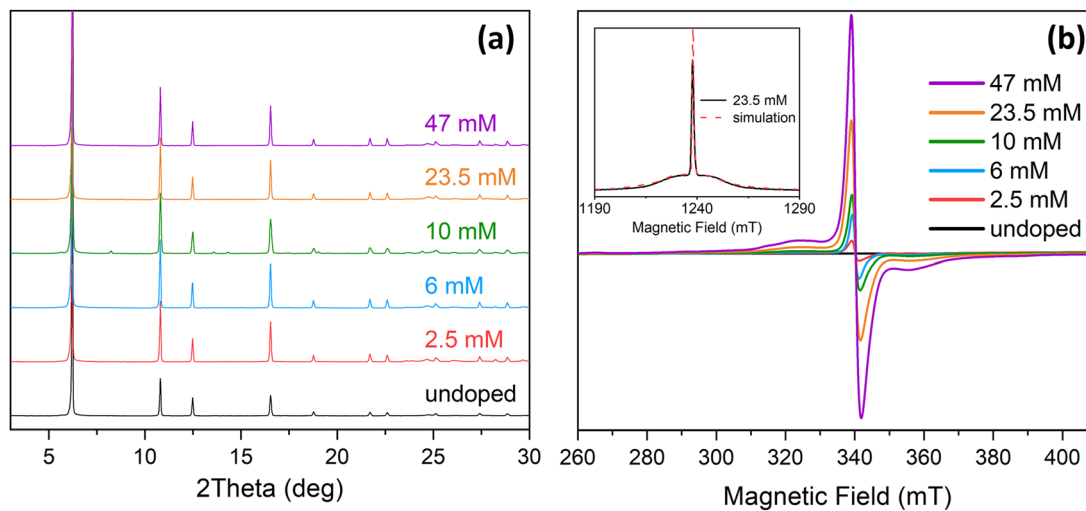 (a)
47 mM
23.5 mM
10 mM
6 mM
2.5 mM
undoped
5
10
15
20
25
30
2Theta (deg)
(b)
23.5 mM
simulation
1190
1240
1290
Magnetic Field (mT)
47 mM
23.5 mM
10 mM
6 mM
2.5 mM
undoped
260
280
300
320
340
360
380
400
Magnetic Field (mT)